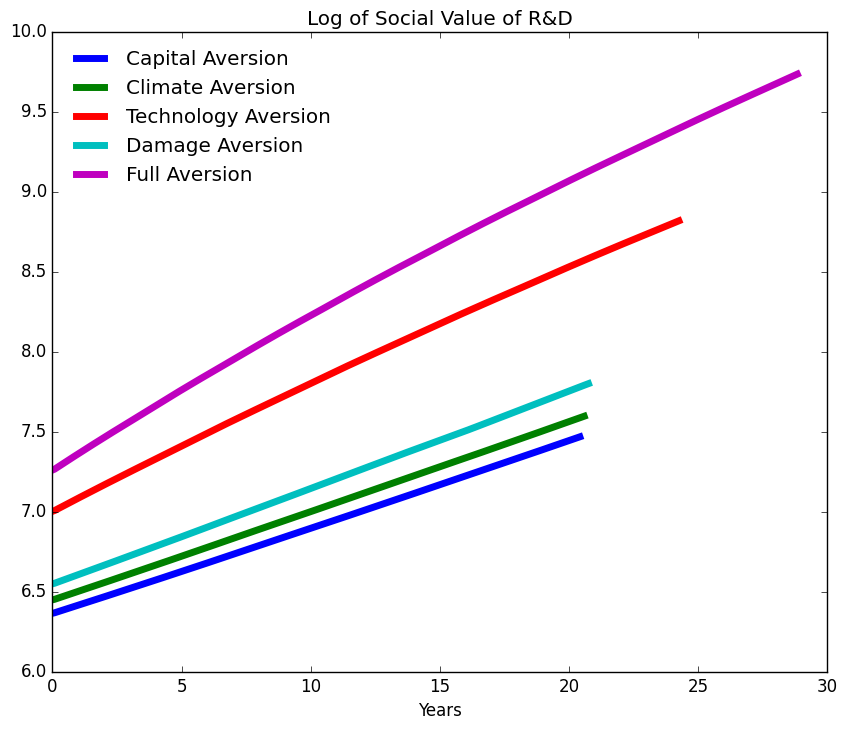 Log of Social Value of R&D
10.0
9.5
9.0
8.5
8.0
7.5
7.0
6.5
6.0
Capital Aversion
Climate Aversion
Technology Aversion
Damage Aversion
Full Aversion
0 5 10 15 20 25 30
Years